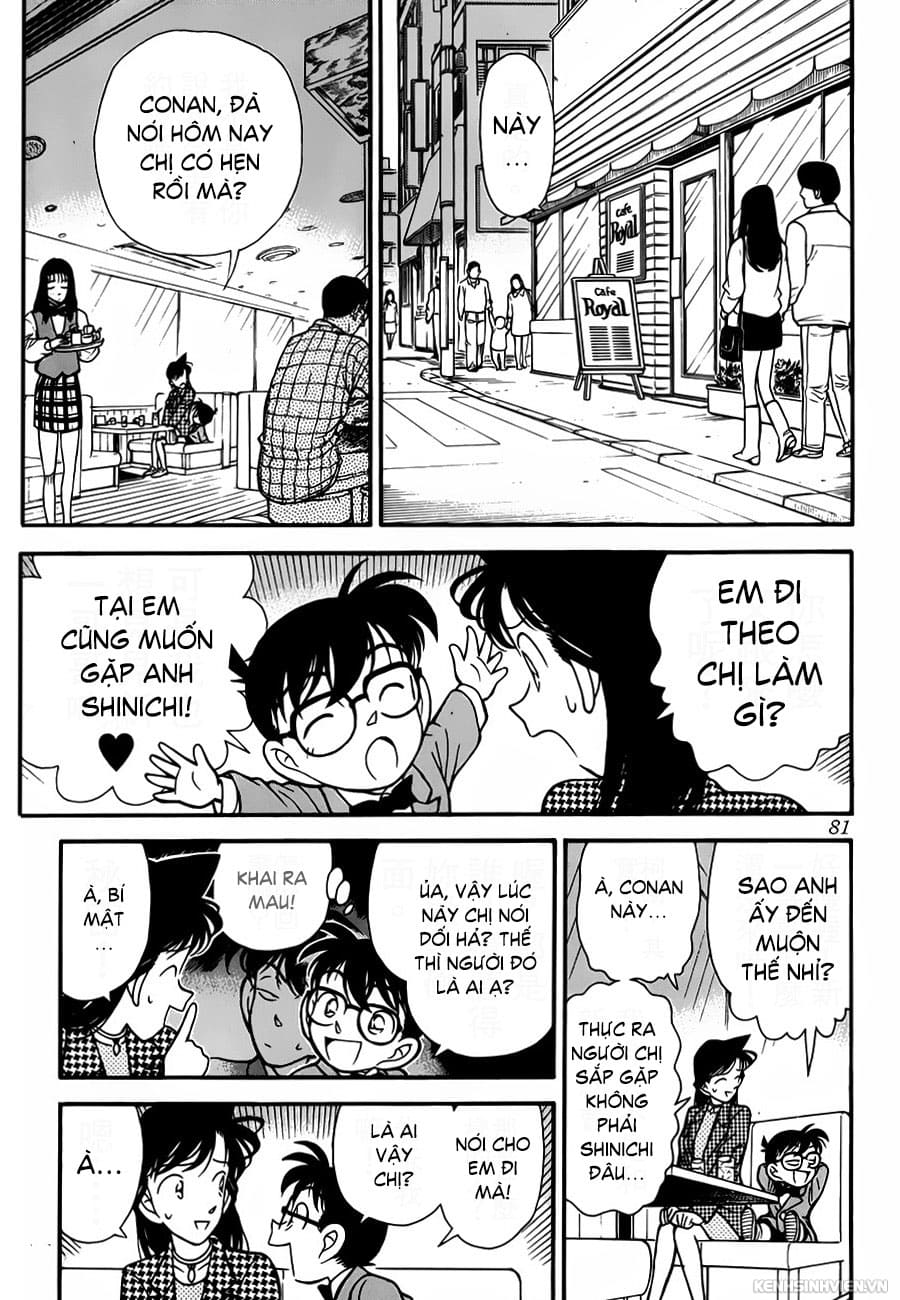 NÀY
...
Cafe
Royal
Cafe
Royal
CONAN, ĐÃ
NÓI HÔM NAY
CHỊ CÓ HẸN
RỒI MÀ?
EM ĐI
THEO
CHỊ LÀM
GÌ?
TẠI EM
CŨNG MUỐN
GẶP ANH
SHINICHI!
81
SAO ANH
ẤY ĐẾN
MUỘN
THẾ NHỈ?
À, CONAN
NÀY...
THỰC RA
NGƯỜI CHỊ
SẮP GẶP
KHÔNG
PHẢI
SHINICHI
ĐÂU...
ỦA, VẬY LÚC
NÀY CHỊ NÓI
DỐI HẢ? THẾ
THÌ NGƯỜI ĐÓ
LÀ AI Ạ?
KHAI RA
MAU!
À, BÍ
MẬT
...
NÓI CHO
EM ĐI
MÀ!
LÀ AI
VẬY
CHỊ?
À...
KENHSINHVIEN.VN